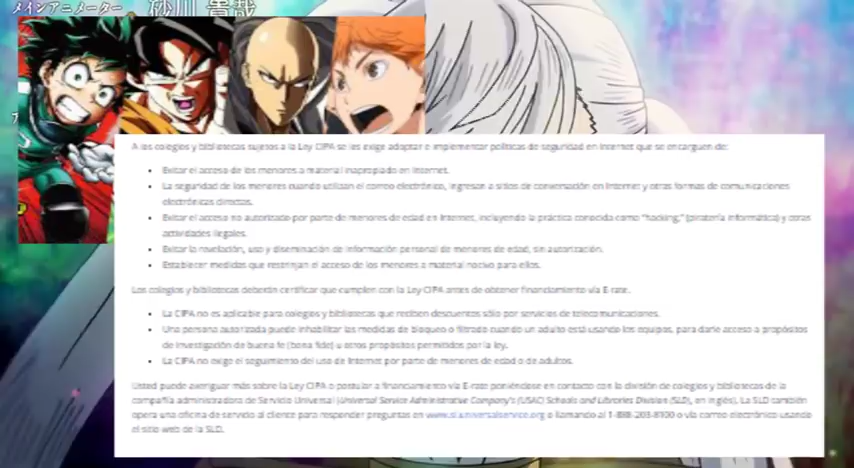 メインアニメーター 砂川 貴哉
A los colegios y bibliotecas sujetos a la Ley CIPA se les exige adoptar e implementar políticas de seguridad en Internet que se encarguen de:
• Evitar el acceso de los menores a material inapropiado en Internet.
• La seguridad de los menores cuando utilizan el correo electrónico, ingresan a sitios de conversación en Internet y otras formas de comunicaciones
electrónicas directas.
• Evitar el acceso no autorizado por parte de menores de edad en Internet, incluyendo la práctica conocida como "hacking," (piratería informática) y otras
actividades ilegales.
• Evitar la revelación, uso y diseminación de información personal de menores de edad, sin autorización.
• Establecer medidas que restrinjan el acceso de los menores a material nocivo para ellos.
Los colegios y bibliotecas deberán certificar que cumplen con la Ley CIPA antes de obtener financiamiento vía E-rate.
• La CIPA no es aplicable para colegios y bibliotecas que reciben descuentos sólo por servicios de telecomunicaciones.
• Una persona autorizada puede inhabilitar las medidas de bloqueo o filtrado cuando un adulto está usando los equipos, para darle acceso a propósitos
de investigación de buena fe (bona fide) u otros propósitos permitidos por la ley.
• La CIPA no exige el seguimiento del uso de Internet por parte de menores de edad o de adultos.
Usted puede averiguar más sobre la Ley CIPA o postular a financiamiento vía E-rate poniéndose en contacto con la división de colegios y bibliotecas de la
compañía administradora de Servicio Universal (Universal Service Administrative Company's (USAC) Schools and Libraries Division (SLD), en inglés). La SLD también
opera una oficina de servicio al cliente para responder preguntas en www.sl.universalservice.org o llamando al 1-888-203-8100 o vía correo electrónico usando
el sitio web de la SLD.